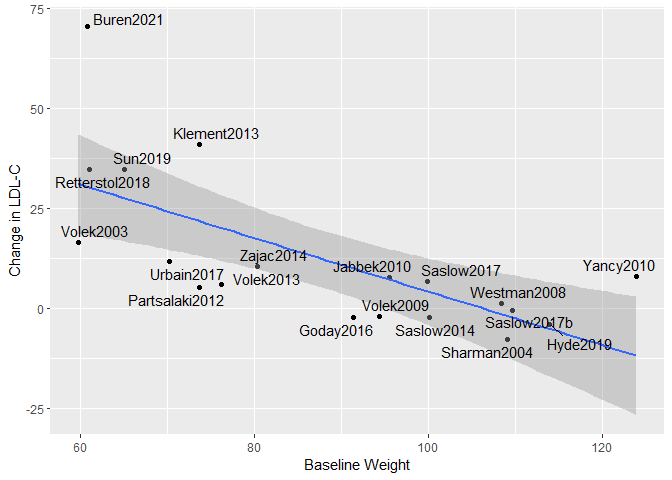 75
Buren2021
50
Klement2013
Sun2019
Retterstol2018
25
Volek2003
Zajac2014
Jabbek2010
Saslow2017
Yancy2010
Urbain2017
Volek2013
Westman2008
Partsalaki2012
Volek2009
0
Goday2016
Saslow2014
Saslow2017b
Hyde2019
Sharman2004
-25
Change in LDL-C
60
80
100
120
Baseline Weight